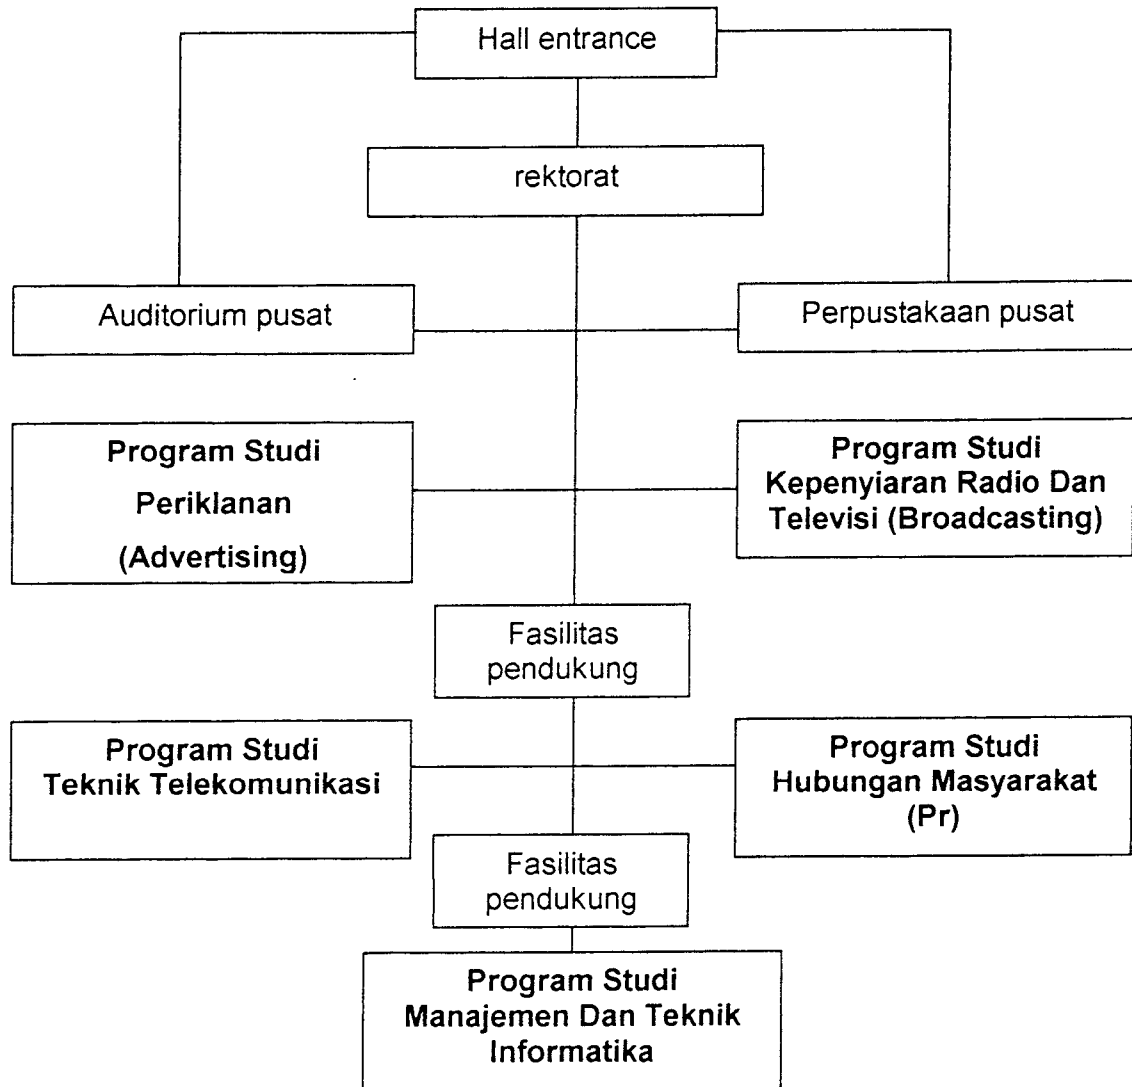 Hall entrance
rektorat
Auditorium pusat
Perpustakaan pusat
Program Studi
Periklanan
(Advertising)
Program Studi
Kepenyiaran Radio Dan
Televisi (Broadcasting)
Fasilitas
pendukung
Program Studi
Teknik Telekomunikasi
Program Studi
Hubungan Masyarakat
(Pr)
Fasilitas
pendukung
Program Studi
Manajemen Dan Teknik
Informatika